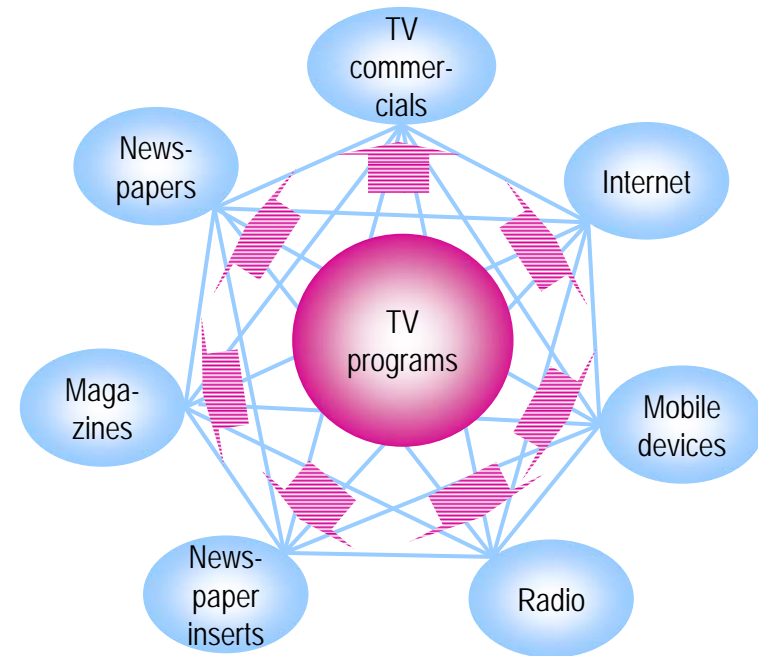 TV
commer-
cials
News-
papers
Internet
TV
programs
Maga-
zines
Mobile
devices
News-
paper
inserts
Radio